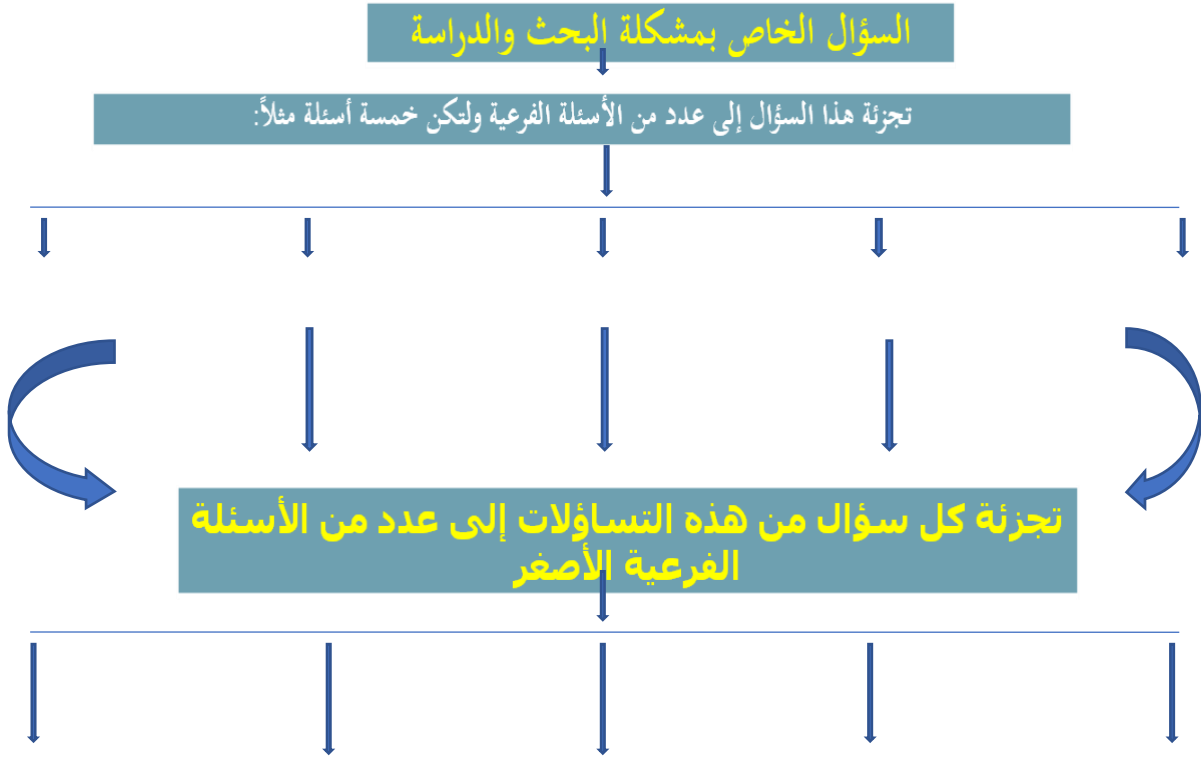 السؤال الخاص بمشكلة البحث والدراسة
تجزئة هذا السؤال إلى عدد من الأسئلة الفرعية ولتكن خمسة أسئلة مثلاً:
تجزئة كل سؤال من هذه التساؤلات إلى عدد من الأسئلة
الفرعية الأصغر